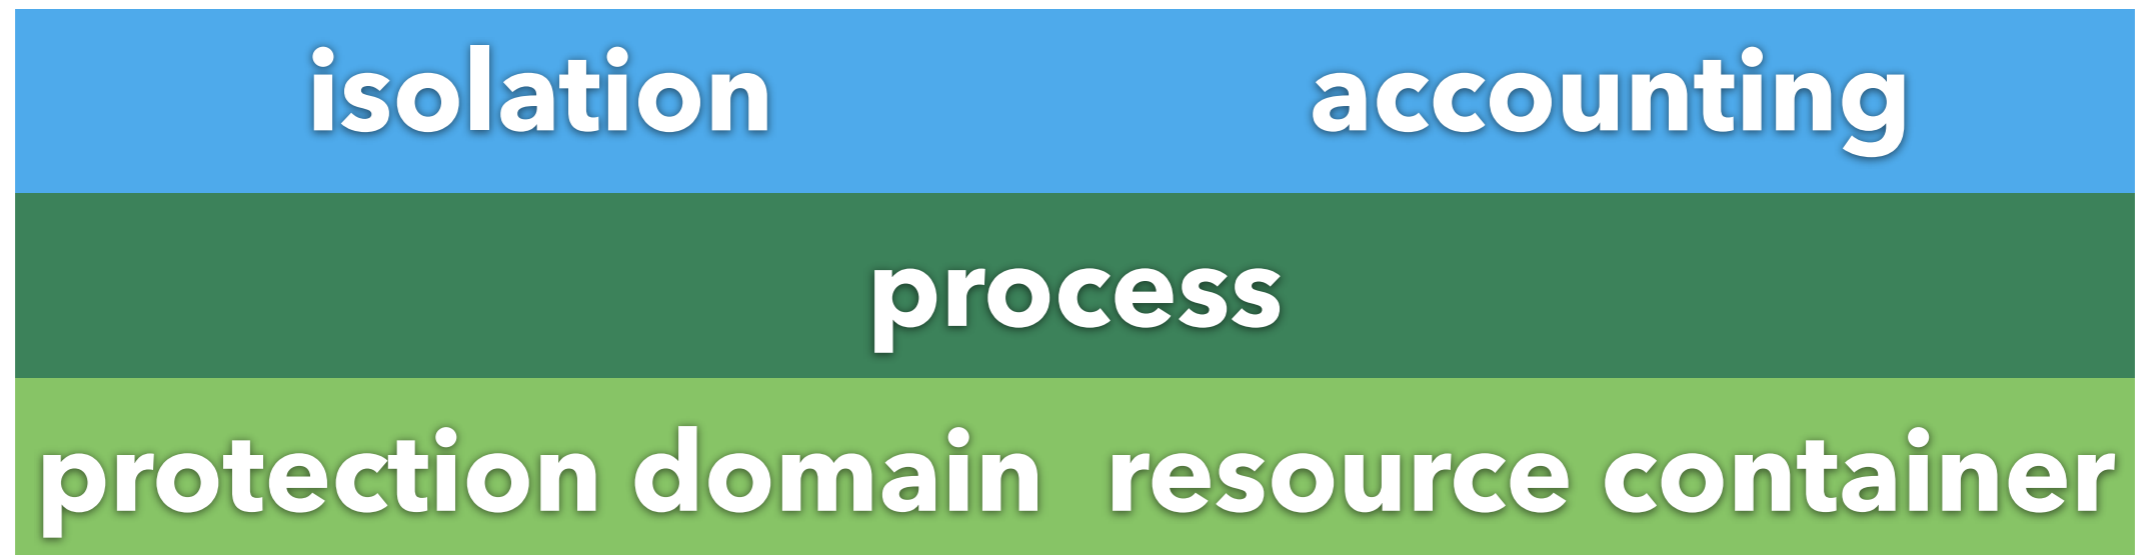 isolation accounting
process
protection domain resource container